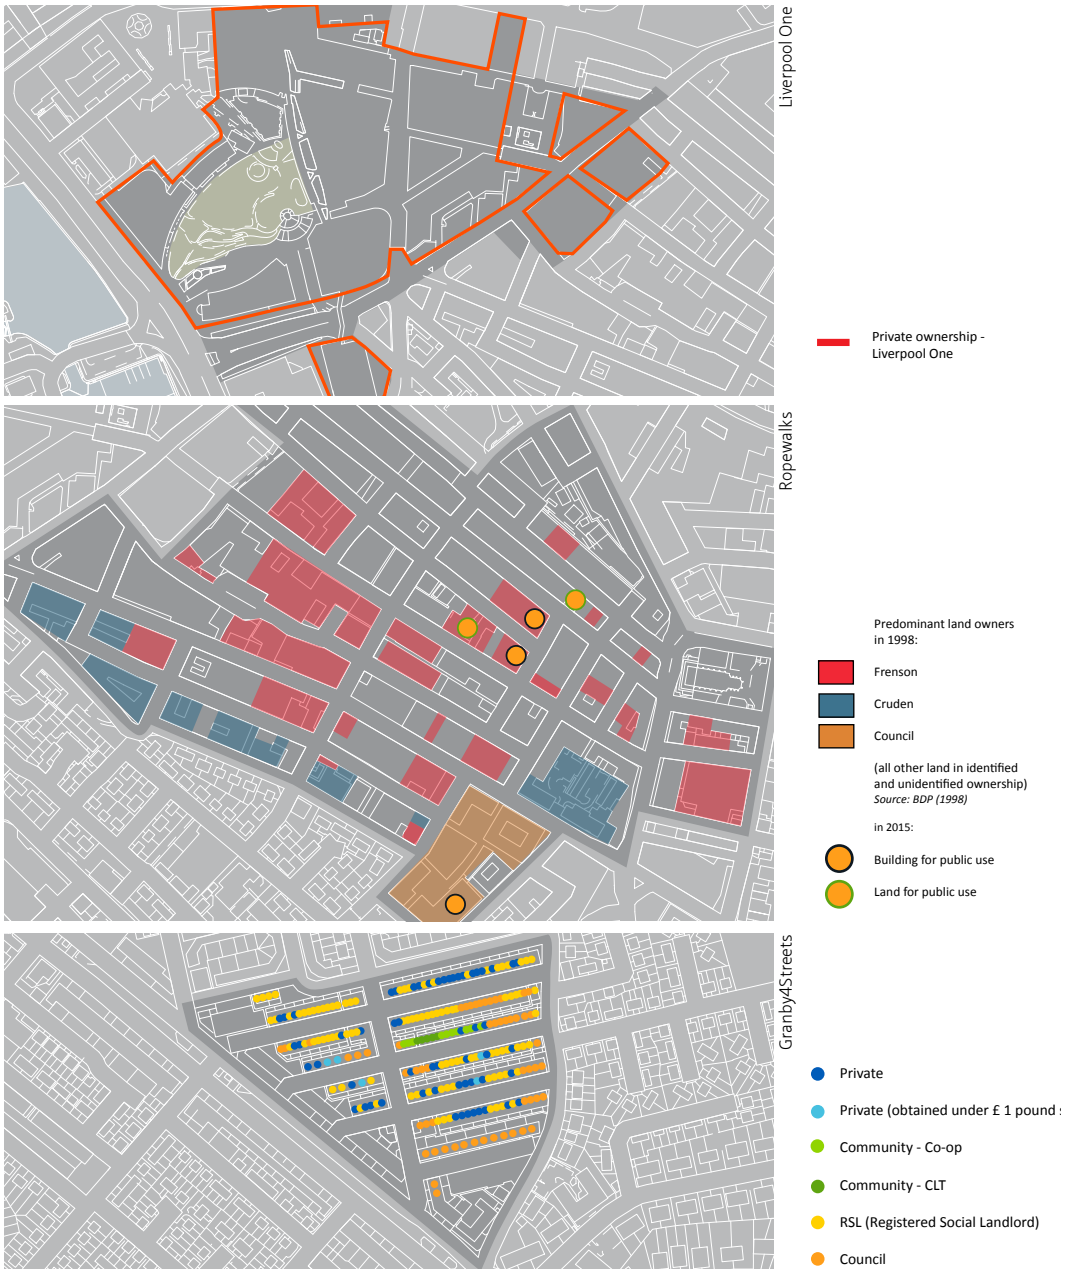 Liverpool One
Private ownership -
Liverpool One
Ropewalks
Predominant land owners
in 1998:
Frenson
Cruden
Council
(all other land in identified
and unidentified ownership)
Source: BDP (1998)
in 2015:
Building for public use
Land for public use
Granby4Streets
Private
Private (obtained under £ 1 pound
Community - Co-op
Community - CLT
RSL (Registered Social Landlord)
Council